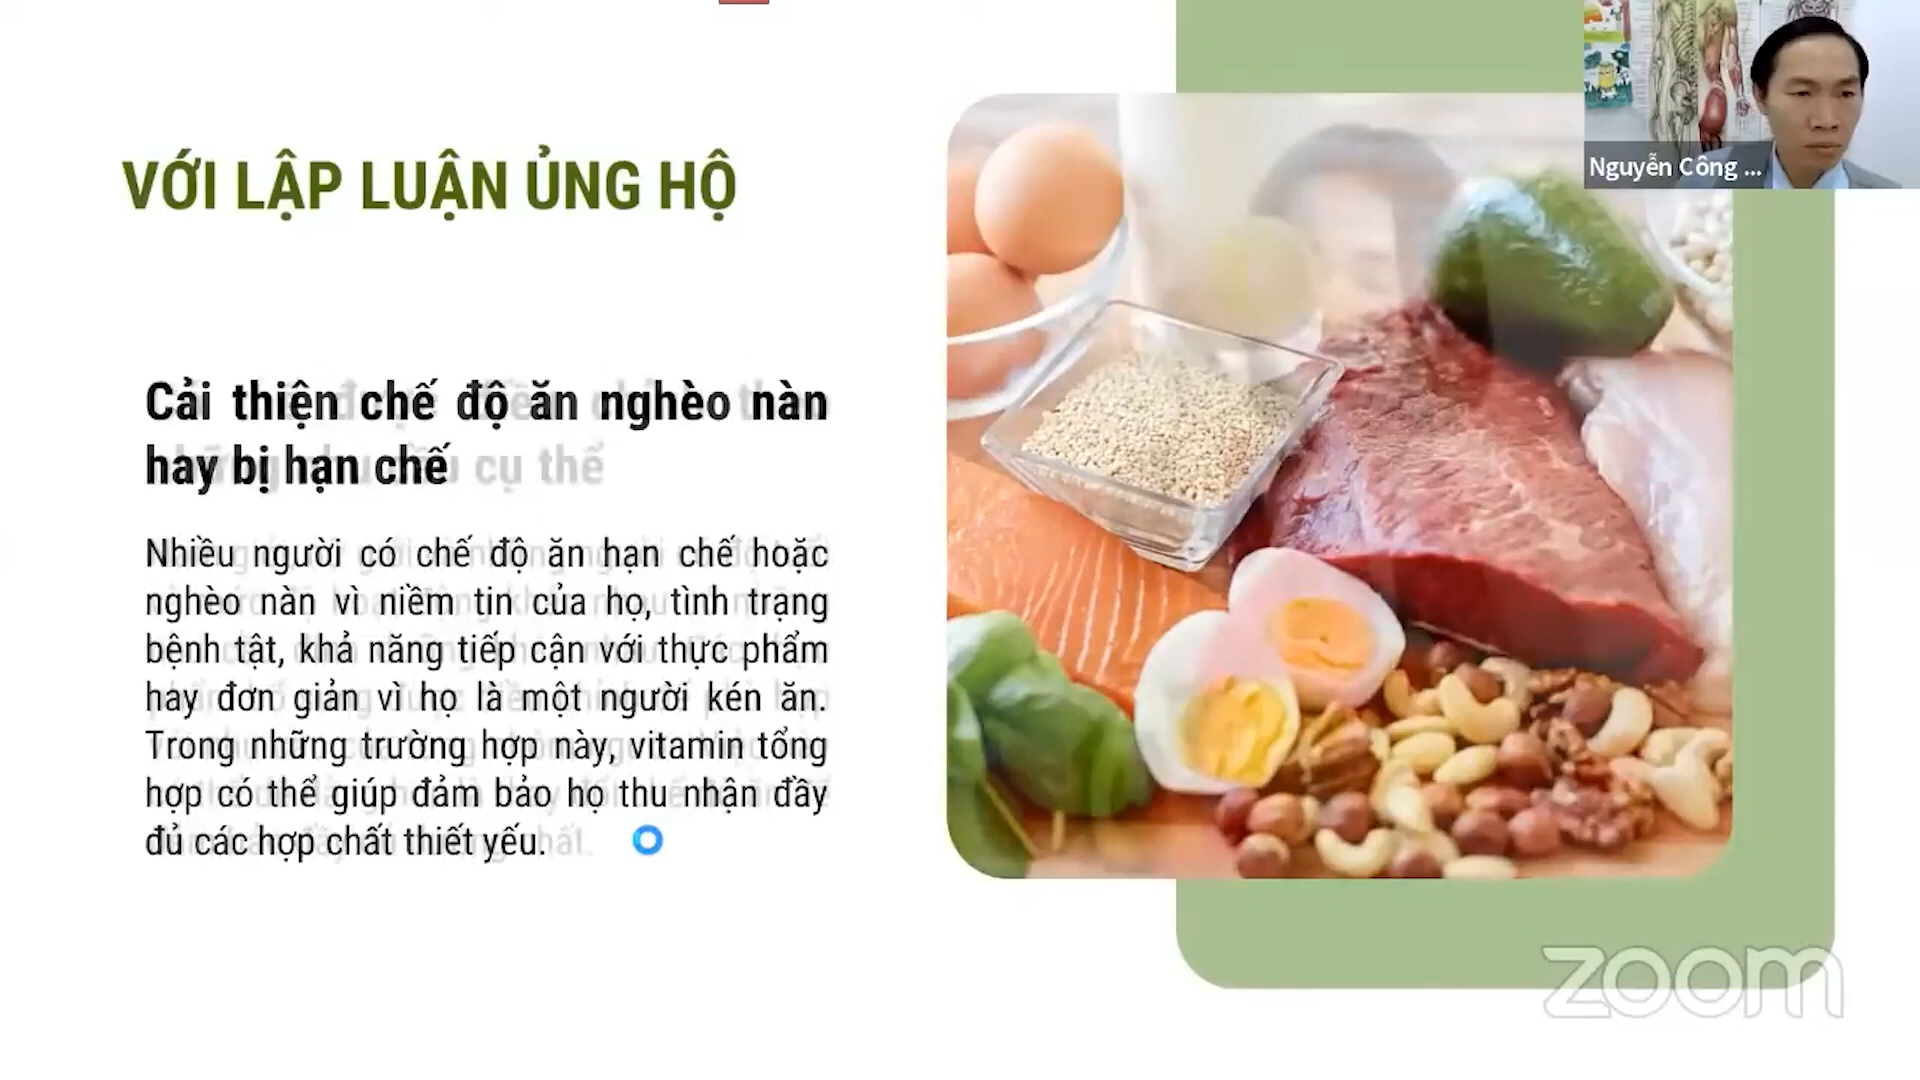 VỚI LẬP LUẬN ỦNG HỘ
Cải thiện chế độ ăn nghèo nàn
hay bị hạn chế
cụ thể
Nhiều người có chế độ ăn hạn chế hoặc
nghèo nàn vì niềm tin của họ, tình trạng
bệnh tật, khả năng tiếp cận với thực phẩm
hay đơn giản vì họ là một người kén ăn.
Trong những trường hợp này, vitamin tổng
hợp có thể giúp đảm bảo họ thu nhận đầy
đủ các hợp chất thiết yếu.
Nguyễn Công ...
zoom